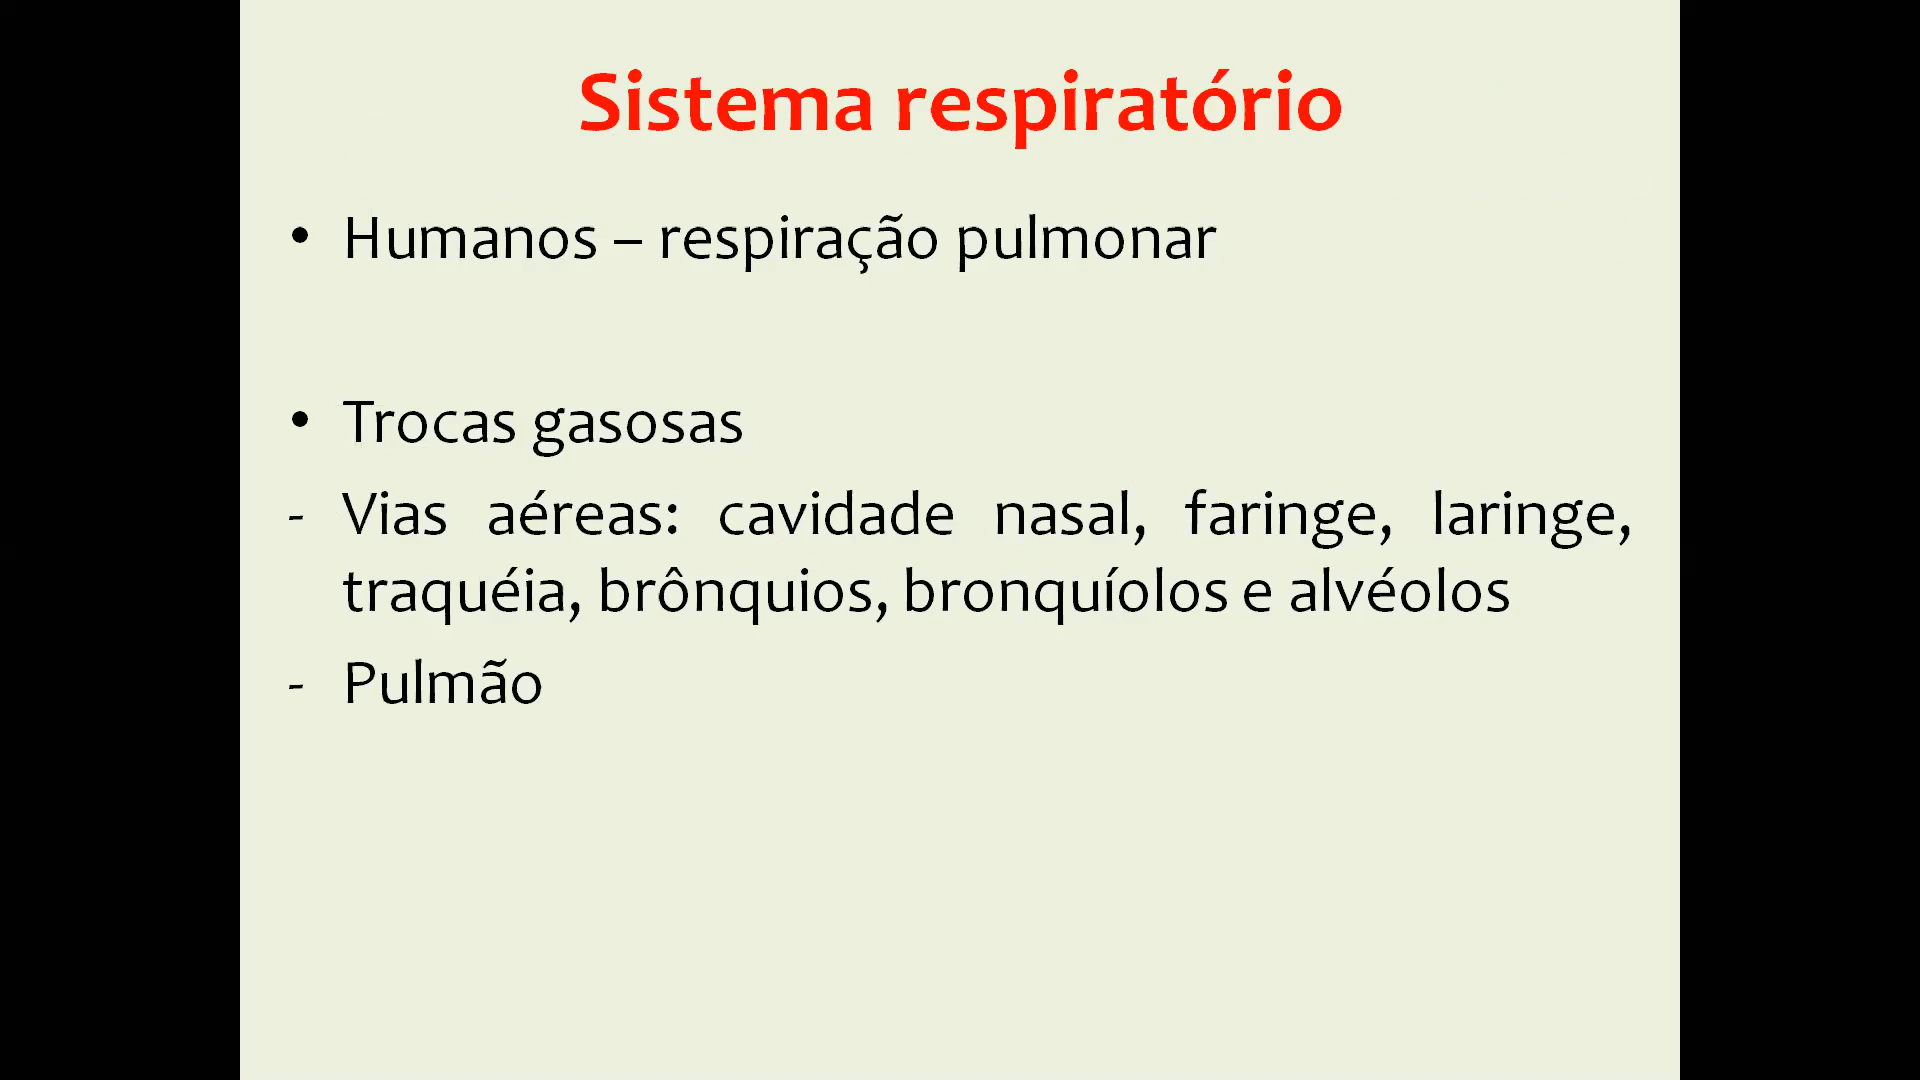 Sistema respiratório
• Humanos – respiração pulmonar
• Trocas gasosas
- Vias aéreas: cavidade nasal, faringe, laringe,
traquéia, brônquios, bronquíolos e alvéolos
- Pulmão